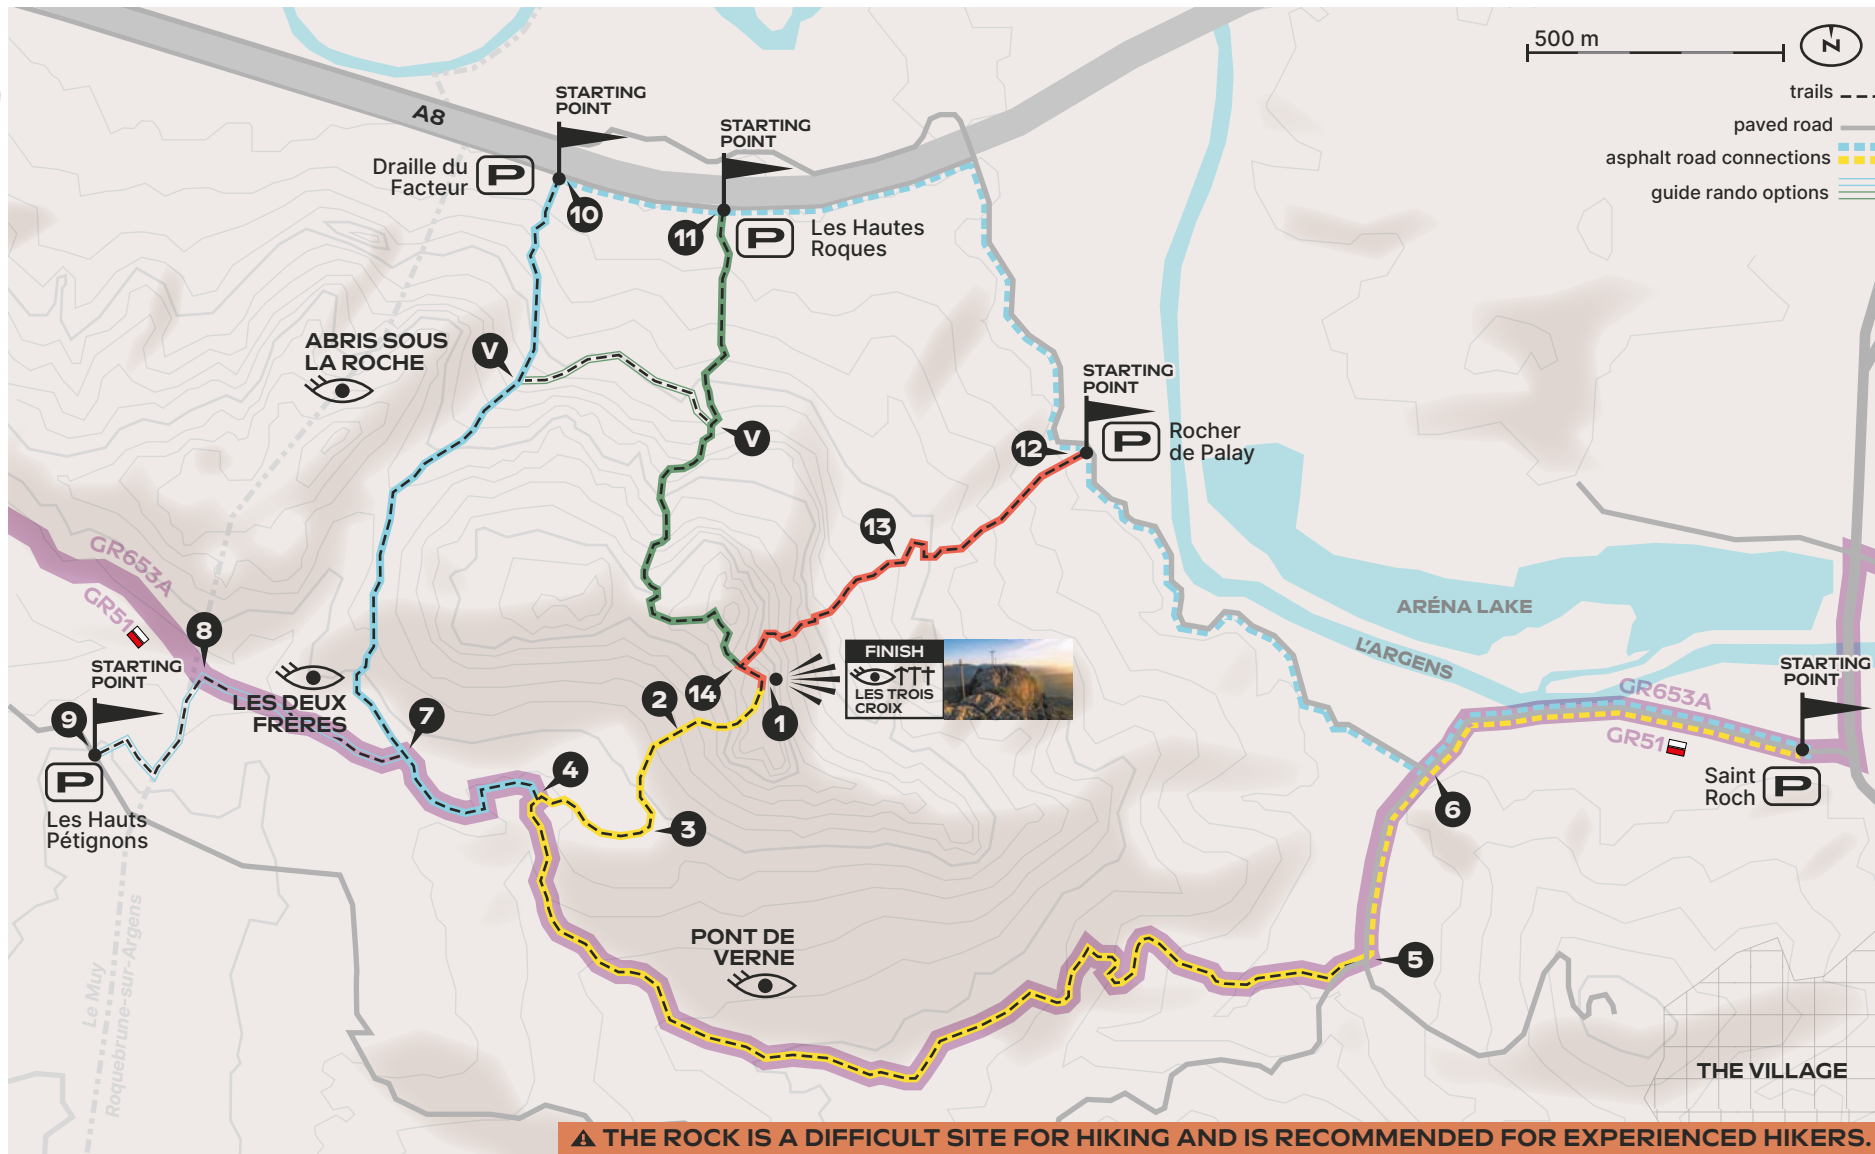 500 m
N
trails
paved road
asphalt road connections
guide rando options
A8
STARTING
POINT
Draille du
Facteur
P
10
STARTING
POINT
11
P
Les Hautes
Roques
ABRIS SOUS
LA ROCHE
V
V
STARTING
POINT
12
P
Rocher
de Palay
13
GR653A
GR51
8
STARTING
POINT
9
P
Les Hauts
Pétignons
LES DEUX
FRÈRES
7
4
2
14
1
3
FINISH
LES TROIS
CROIX
ARÉNA LAKE
L'ARGENS
GR653A
GR51
STARTING
POINT
Saint
Roch
P
6
5
PONT DE
VERNE
Le Muy
Roquebrune-sur-Argens
THE VILLAGE
THE ROCK IS A DIFFICULT SITE FOR HIKING AND IS RECOMMENDED FOR EXPERIENCED HIKERS.